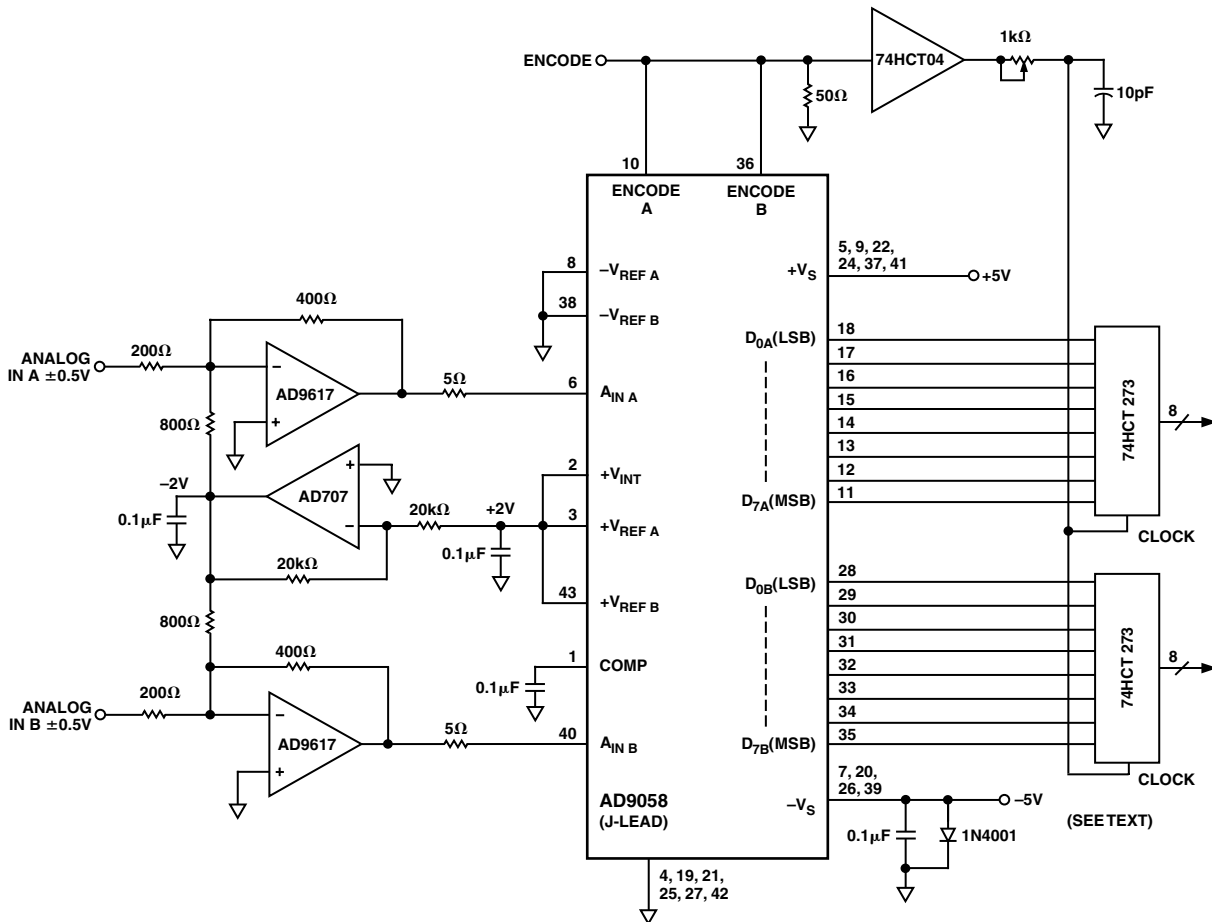 ENCODE
74HCT04
1kΩ
50Ω
10pF
10
36
ENCODE
A
ENCODE
B
8
–VREF A
38
–VREF B
+VS
5, 9, 22,
24, 37, 41
+5V
400Ω
ANALOG
IN A ±0.5V
200Ω
–
AD9617
+
5Ω
6
AIN A
800Ω
–2V
0.1µF
+
AD707
–
20kΩ
20kΩ
+2V
0.1µF
2
+VINT
3
+VREF A
43
+VREF B
800Ω
400Ω
1
COMP
0.1µF
ANALOG
IN B ±0.5V
200Ω
–
AD9617
+
5Ω
40
AIN B
D0A(LSB)
18
17
16
15
14
13
12
D7A(MSB)
11
74HCT 273
8
CLOCK
D0B(LSB)
28
29
30
31
32
33
34
D7B(MSB)
35
74HCT 273
8
CLOCK
7, 20,
26, 39
–VS
–5V
0.1µF
1N4001
(SEE TEXT)
AD9058
(J-LEAD)
4, 19, 21,
25, 27, 42